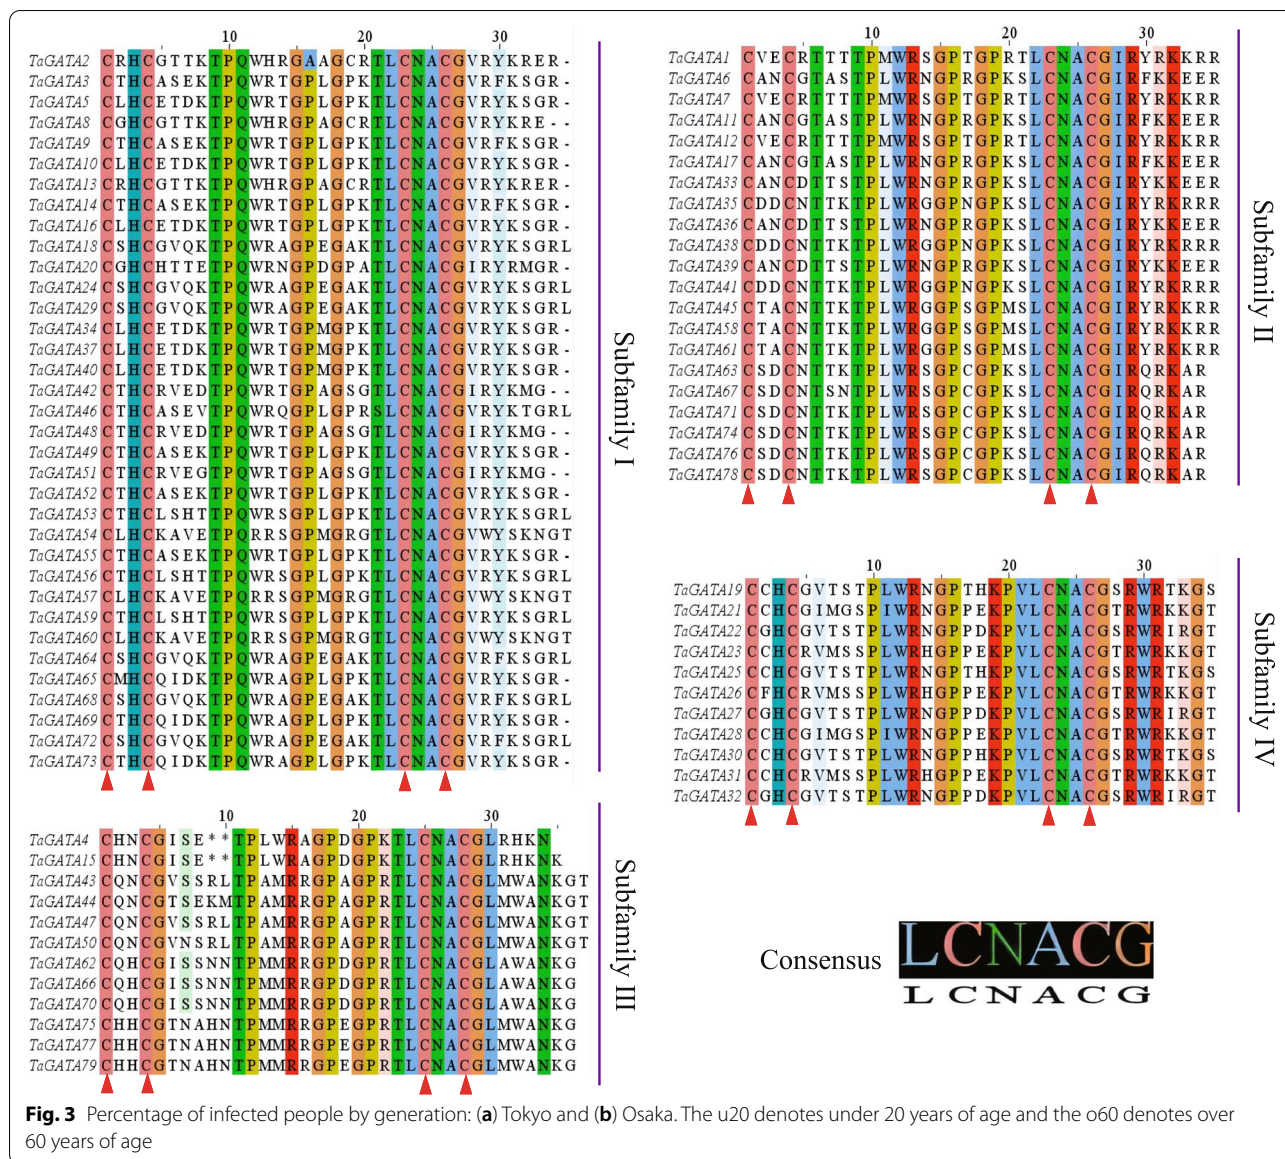 10 20 30
TaGATA2 CRHCGTTKTPQWHRGAAGCRTLCNACGVRYKRER-
TaGATA3 CTHCASEKTPQWRTGPLGPKTLCNACGVRYKSGR-
TaGATA5 CLHCETDKTPQWRTGPLGPKTLCNACGVRYKSGR-
TaGATA8 CGHCGTTKTPQWHRGPAGCRTLCNACGVRYKRE--
TaGATA9 CTHCASEKTPQWRTGPLGPKTLCNACGVRFKSGR-
TaGATA10 CLHCETDKTPQWRTGPLGPKTLCNACGVRYKSGR-
TaGATA13 CRHCGTTKTPQWHRGPAGCRTLCNACGVRYKRER-
TaGATA14 CTHCASEKTPQWRTGPLGPKTLCNACGVRFKSGR-
TaGATA16 CLHCETDKTPQWRTGPLGPKTLCNACGVRYKSGR-
TaGATA18 CSHCGVQKTPQWRAGPEGAKTLCNACGVRYKSGRL
TaGATA20 CGHCHTTETPQWRNGPDGPATLCNACGIRYRMGR-
TaGATA24 CSHCGVQKTPQWRAGPEGAKTLCNACGVRYKSGRL
TaGATA29 CSHCGVQKTPQWRAGPEGAKTLCNACGVRYKSGRL
TaGATA34 CLHCETDKTPQWRTGPMGPKTLCNACGVRYKSGR-
TaGATA37 CLHCETDKTPQWRTGPMGPKTLCNACGVRYKSGR-
TaGATA40 CLHCETDKTPQWRTGPMGPKTLCNACGVRYKSGR-
TaGATA42 CTHCRVEDTPQWRTGPAGSGTLCNACGIRYKMG--
TaGATA46 CTHCASEVTPQWRQGPLGPRSLCNACGVRYKTGRL
TaGATA48 CTHCRVEDTPQWRTGPAGSGTLCNACGIRYKMG--
TaGATA49 CTHCASEKTPQWRTGPLGPKTLCNACGVRYKSGR-
TaGATA51 CTHCRVEGTPQWRTGPAGSGTLCNACGIRYKMG--
TaGATA52 CTHCASEKTPQWRTGPLGPKTLCNACGVRYKSGR-
TaGATA53 CTHCLSHTTPQWRSGPLGPKTLCNACGVRYKSGRL
TaGATA54 CLHCKAVETPQRRSGPMGRGTLCNACGVWYSKNGT
TaGATA55 CTHCASEKTPQWRTGPLGPKTLCNACGVRYKSGR-
TaGATA56 CTHCLSHTTPQWRSGPLGPKTLCNACGVRYKSGRL
TaGATA57 CLHCKAVETPQRRSGPMGRGTLCNACGVWYSKNGT
TaGATA59 CTHCLSHTTPQWRSGPLGPKTLCNACGVRYKSGRL
TaGATA60 CLHCKAVETPQRRSGPMGRGTLCNACGVWYSKNGT
TaGATA64 CSHCGVQKTPQWRAGPEGAKTLCNACGVRFKSGRL
TaGATA65 CMHCQIDKTPQWRAGPLGPKTLCNACGVRYKSGR-
TaGATA68 CSHCGVQKTPQWRAGPEGAKTLCNACGVRFKSGRL
TaGATA69 CTHCQIDKTPQWRAGPLGPKTLCNACGVRYKSGR-
TaGATA72 CSHCGVQKTPQWRAGPEGAKTLCNACGVRFKSGRL
TaGATA73 CTHCQIDKTPQWRAGPLGPKTLCNACGVRYKSGR-
Subfamily I
10 20 30
TaGATA1 CVECRTTTTPMWRSGPTGPRTLCNACGIRYRKKRR
TaGATA6 CANCGTASTPLWRNGPRGPKSLCNACGIRFKKEER
TaGATA7 CVECRTTTTPMWRSGPTGPRTLCNACGIRYRKKRR
TaGATA11 CANCGTASTPLWRNGPRGPKSLCNACGIRFKKEER
TaGATA12 CVECRTTTTPMWRSGPTGPRTLCNACGIRYRKKRR
TaGATA17 CANCGTASTPLWRNGPRGPKSLCNACGIRFKKEER
TaGATA33 CANCDTTSTPLWRNGPRGPKSLCNACGIRYKKEER
TaGATA35 CDDCNTTKTPLWRGGPNGPKSLCNACGIRYRKRRR
TaGATA36 CANCDTTSTPLWRNGPRGPKSLCNACGIRYKKEER
TaGATA38 CDDCNTTKTPLWRGGPNGPKSLCNACGIRYKRRRR
TaGATA39 CANCDTTSTPLWRNGPRGPKSLCNACGIRYKKEER
TaGATA41 CDDCNTTKTPLWRGGPNGPKSLCNACGIRYRKRRR
TaGATA45 CTACNTTKTPLWRGGPSGPMSLCNACGIRYRKKRR
TaGATA58 CTACNTTKTPLWRGGPSGPMSLCNACGIRYRKKRR
TaGATA61 CTACNTTKTPLWRGGPSGPMSLCNACGIRYRKKRR
TaGATA63 CSDCNTTKTPLWRSGPCGPKSLCNACGIRQRKAR
TaGATA67 CSDCNTSNTPLWRSGPCGPKSLCNACGIRQRKAR
TaGATA71 CSDCNTTKTPLWRSGPCGPKSLCNACGIRQRKAR
TaGATA74 CSDCNTTKTPLWRSGPCGPKSLCNACGIRQRKAR
TaGATA76 CSDCNTTKTPLWRSGPCGPKSLCNACGIRQRKAR
TaGATA78 CSDCNTTKTPLWRSGPCGPKSLCNACGIRQRKAR
Subfamily II
10 20 30
TaGATA4 CHNCGISE**TPLWRAGPDGPKTLCNACGLRHKN
TaGATA15 CHNCGISE**TPLWRAGPDGPKTLCNACGLRHKNK
TaGATA43 CQNCGVSSRLTPAMRRGPAGPRTLCNACGLMWANKGT
TaGATA44 CQNCGTSEKMTPAMRRGPAGPRTLCNACGLMWANKGT
TaGATA47 CQNCGVSSRLTPAMRRGPAGPRTLCNACGLMWANKGT
TaGATA50 CQNCGVNSRLTPAMRRGPAGPRTLCNACGLMWANKGT
TaGATA62 CQHCGISSNNTPMMRRGPDGPRTLCNACGLAWANKG
TaGATA66 CQHCGISSNNTPMMRRGPDGPRTLCNACGLAWANKG
TaGATA70 CQHCGISSNNTPMMRRGPDGPRTLCNACGLAWANKG
TaGATA75 CHHCGTNAHNTPMMRRGPEGPRTLCNACGLMWANKG
TaGATA77 CHHCGTNAHNTPMMRRGPEGPRTLCNACGLMWANKG
TaGATA79 CHHCGTNAHNTPMMRRGPEGPRTLCNACGLMWANKG
Subfamily III
10 20 30
TaGATA19 CCHCGVTSTPLWRNGPTHKPVLCNACGSRWRTKGS
TaGATA21 CCHCGIMGSPIWRNGPPEKPVLCNACGTRWRKKGT
TaGATA22 CGHCGVTSTPLWRNGPPDKPVLCNACGSRWRIRGT
TaGATA23 CCHCRVMSSPLWRHGPPEKPVLCNACGTRWRKKGT
TaGATA25 CCHCGVTSTPLWRNGPTHKPVLCNACGSRWRTKGS
TaGATA26 CFHCRVMSSPLWRHGPPEKPVLCNACGTRWRKKGT
TaGATA27 CGHCGVTSTPLWRNGPPDKPVLCNACGSRWRIRGT
TaGATA28 CCHCGIMGSPIWRNGPPEKPVLCNACGTRWRKKGT
TaGATA30 CCHCGVTSTPLWRNGPPEKPVLCNACGSRWRTKGS
TaGATA31 CCHCRVMSSPLWRHGPPEKPVLCNACGTRWRKKGT
TaGATA32 CGHCGVTSTPLWRNGPPDKPVLCNACGSRWRIRGT
Subfamily IV
Consensus LCNACG
LCNACG
Fig. 3 Percentage of infected people by generation: (a) Tokyo and (b) Osaka. The u20 denotes under 20 years of age and the o60 denotes over
60 years of age